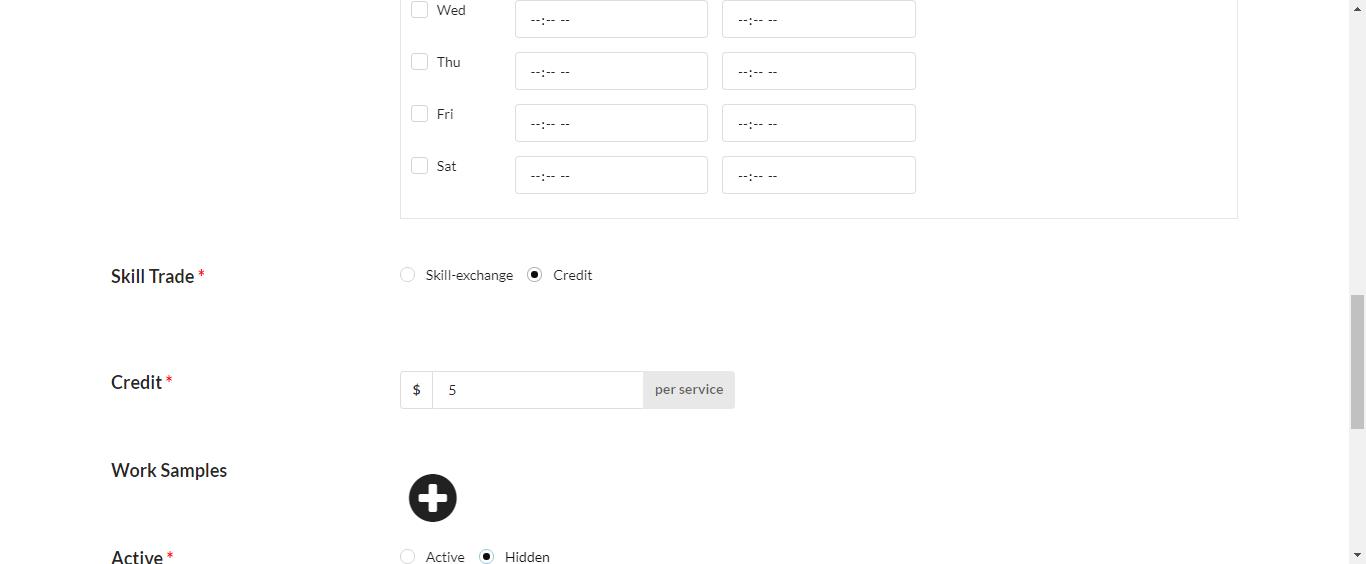 Wed --:-- -- --:-- --
Thu --:-- -- --:-- --
Fri --:-- -- --:-- --
Sat --:-- -- --:-- --
Skill Trade * Skill-exchange Credit
Credit * $ 5 per service
Work Samples
Active * Active Hidden